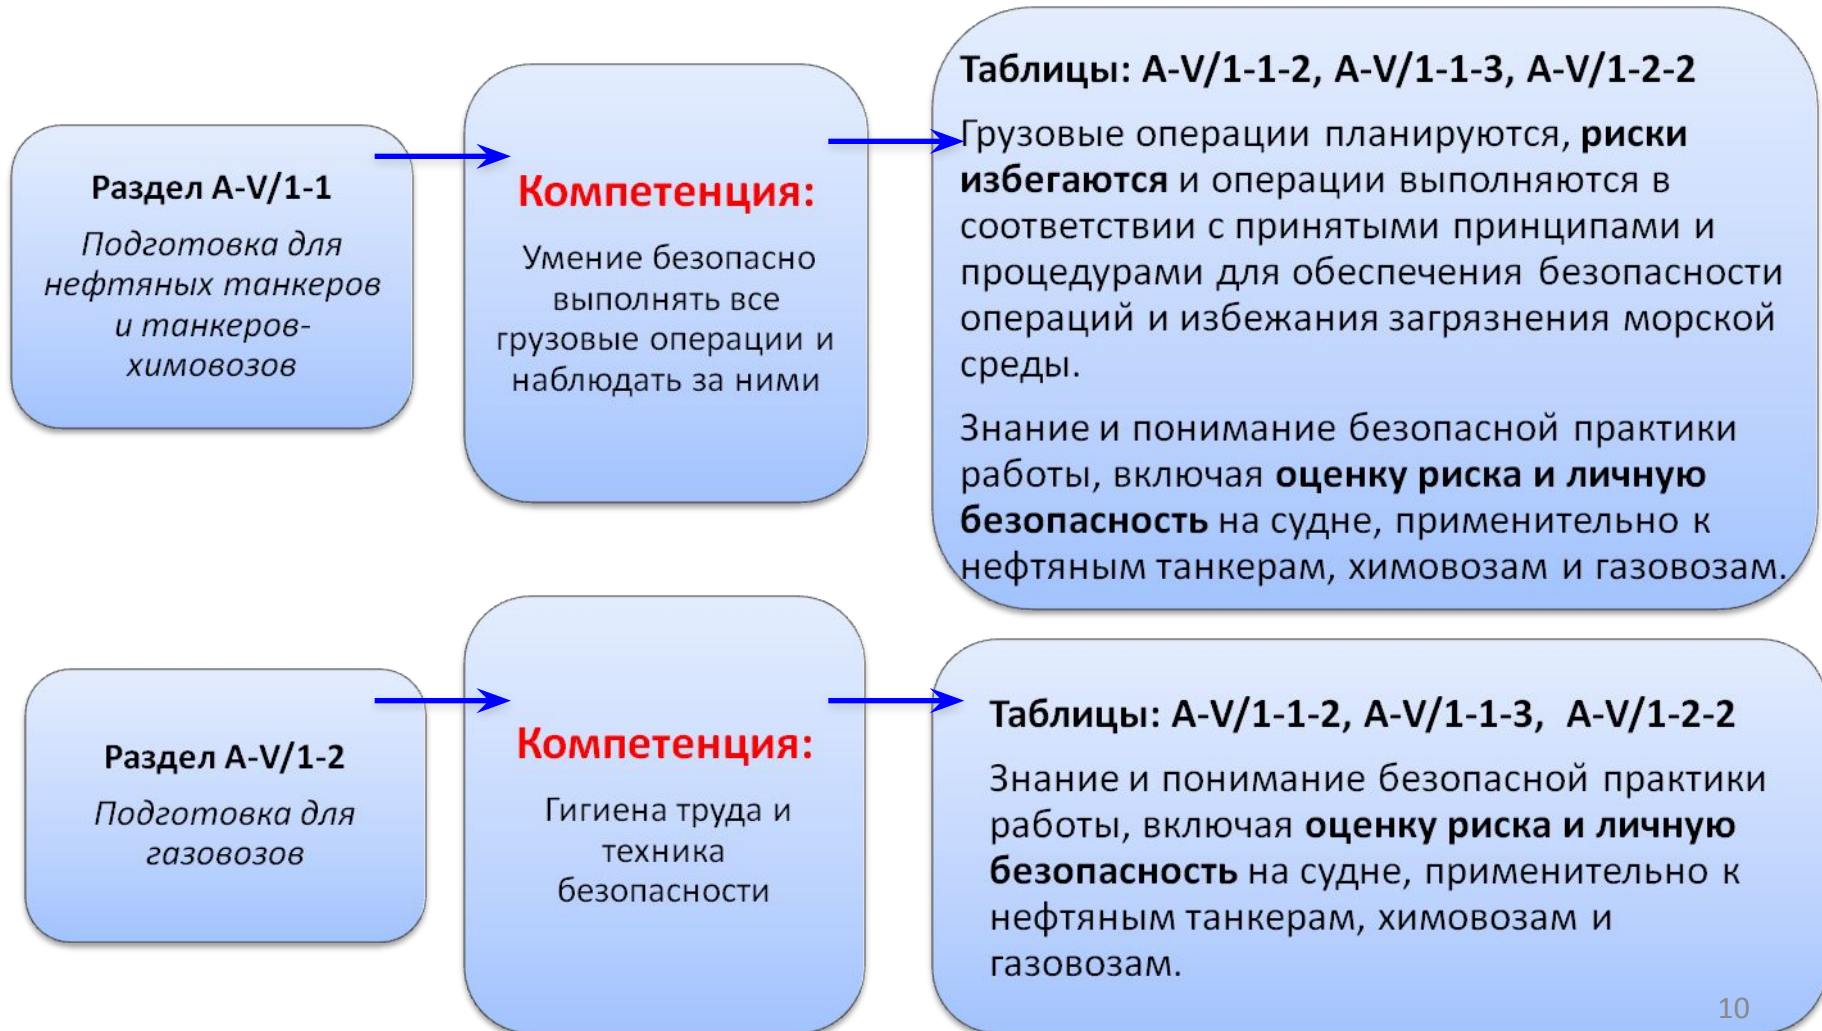 Раздел A-V/1-1
Подготовка для
нефтяных танкеров
и танкеров-
химовозов
Компетенция:
Умение безопасно
выполнять все
грузовые операции и
наблюдать за ними
Таблицы: A-V/1-1-2, A-V/1-1-3, A-V/1-2-2
Грузовые операции планируются, риски
избегаются и операции выполняются в
соответствии с принятыми принципами и
процедурами для обеспечения безопасности
операций и избежания загрязнения морской
среды.
Знание и понимание безопасной практики
работы, включая оценку риска и личную
безопасность на судне, применительно к
нефтяным танкерам, химовозам и газовозам.
Раздел A-V/1-2
Подготовка для
газовозов
Компетенция:
Гигиена труда и
техника
безопасности
Таблицы: A-V/1-1-2, A-V/1-1-3, A-V/1-2-2
Знание и понимание безопасной практики
работы, включая оценку риска и личную
безопасность на судне, применительно к
нефтяным танкерам, химовозам и
газовозам.
10